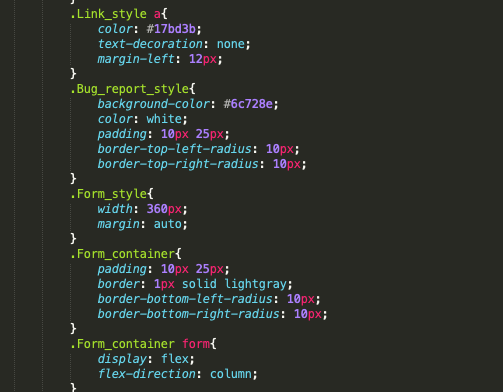 }
.Link_style a{
color: #17bd3b;
text-decoration: none;
margin-left: 12px;
}
.Bug_report_style{
background-color: #6c728e;
color: white;
padding: 10px 25px;
border-top-left-radius: 10px;
border-top-right-radius: 10px;
}
.Form_style{
width: 360px;
margin: auto;
}
.Form_container{
padding: 10px 25px;
border: 1px solid lightgray;
border-bottom-left-radius: 10px;
border-bottom-right-radius: 10px;
}
.Form_container form{
display: flex;
flex-direction: column;
}